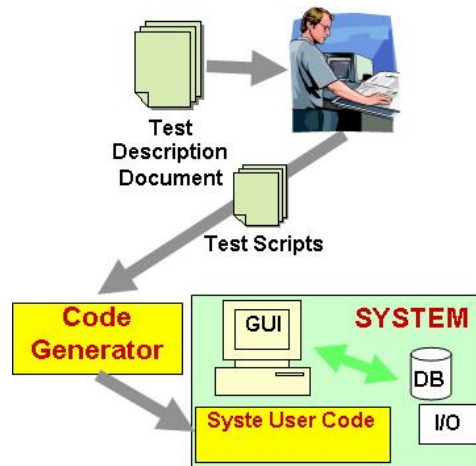 Test
Description
Document
Test Scripts
Code
Generator
GUI
SYSTEM
DB
Syste User Code
I/O